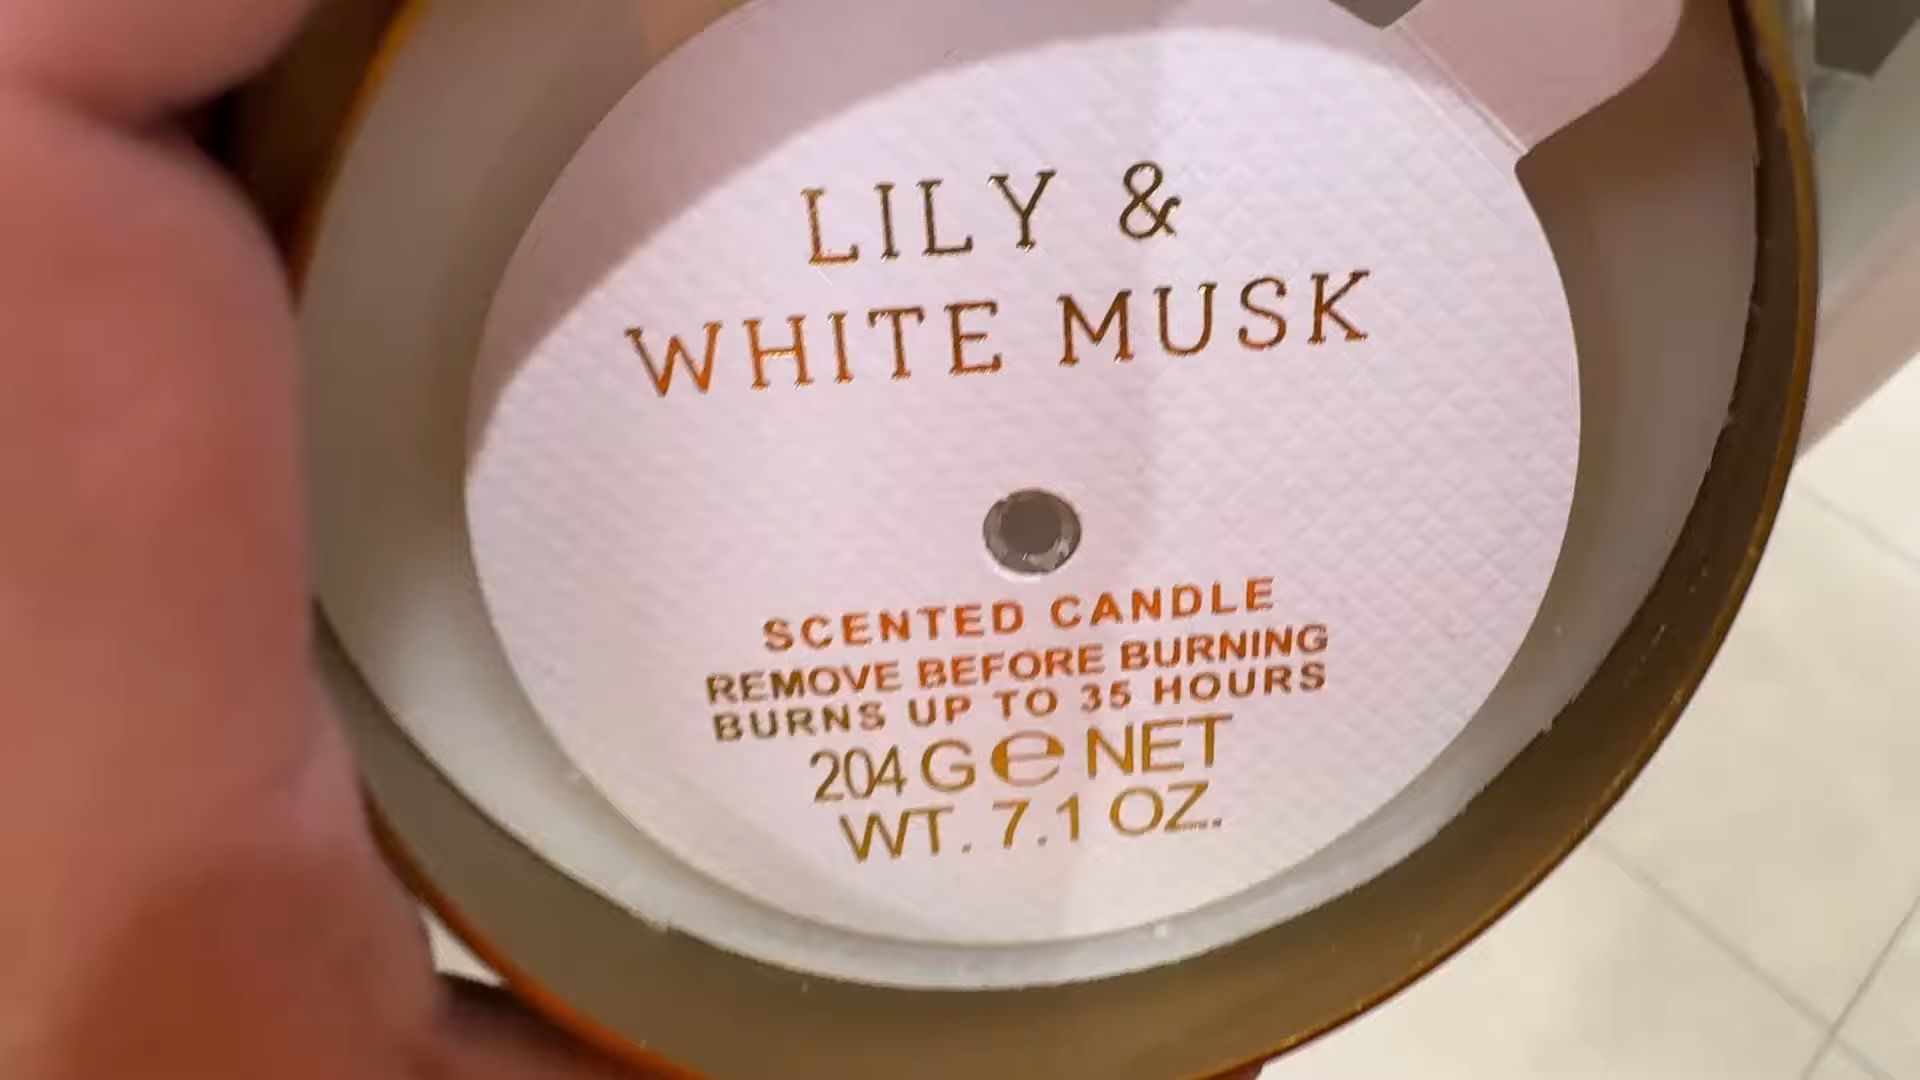 LILY &
WHITE MUSK
SCENTED CANDLE
REMOVE BEFORE BURNING
BURNS UP TO 35 HOURS
204 G ℮ NET
WT. 7.1 OZ.